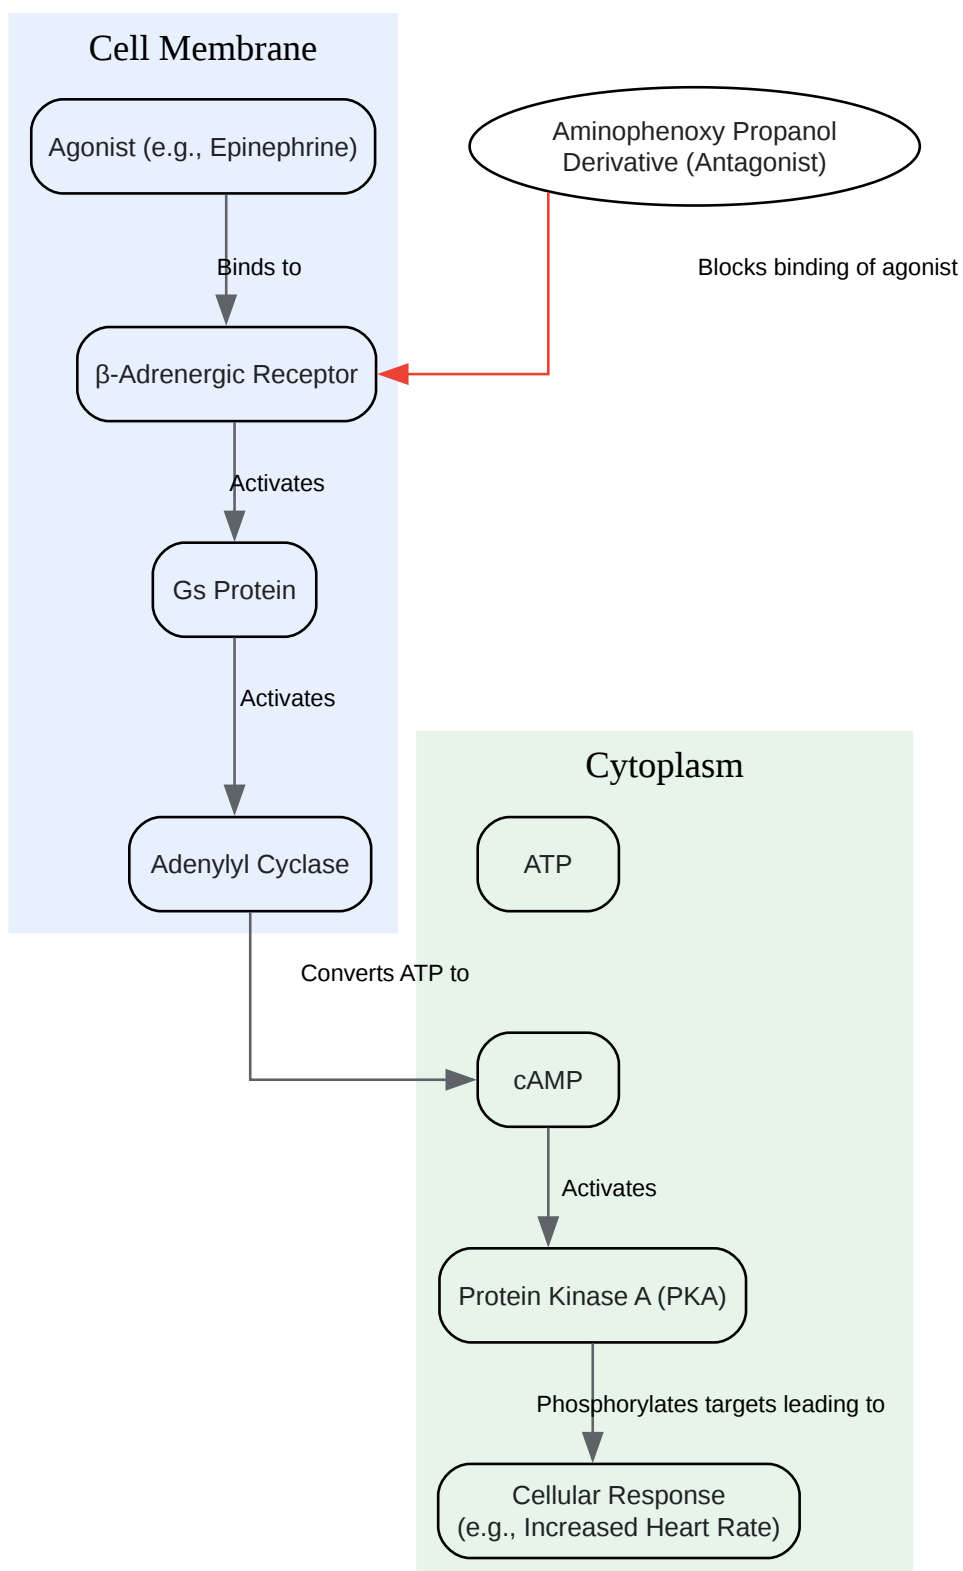 Cell Membrane
Agonist (e.g., Epinephrine)
Aminophenoxy Propanol
Derivative (Antagonist)
Binds to
Blocks binding of agonist
β-Adrenergic Receptor
Activates
Gs Protein
Activates
Cytoplasm
Adenylyl Cyclase
ATP
Converts ATP to
cAMP
Activates
Protein Kinase A (PKA)
Phosphorylates targets leading to
Cellular Response
(e.g., Increased Heart Rate)